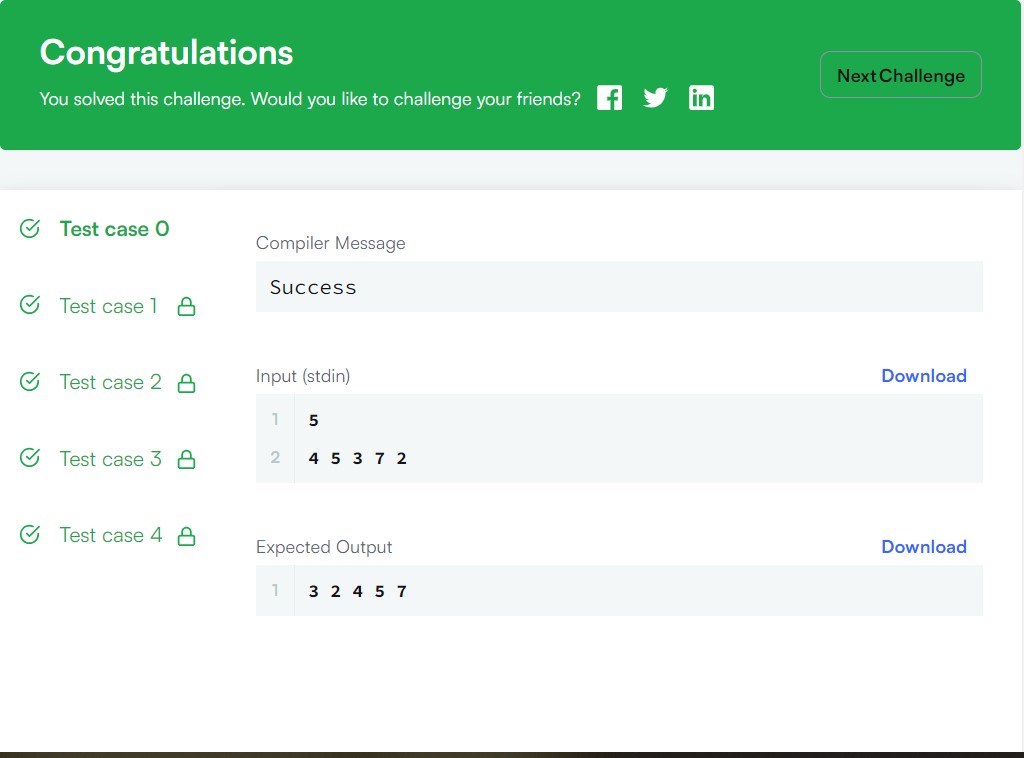 Congratulations
You solved this challenge. Would you like to challenge your friends?
Next Challenge
Test case 0
Test case 1
Test case 2
Test case 3
Test case 4
Compiler Message
Success
Input (stdin)
Download
1 5
2 4 5 3 7 2
Expected Output
Download
1 3 2 4 5 7